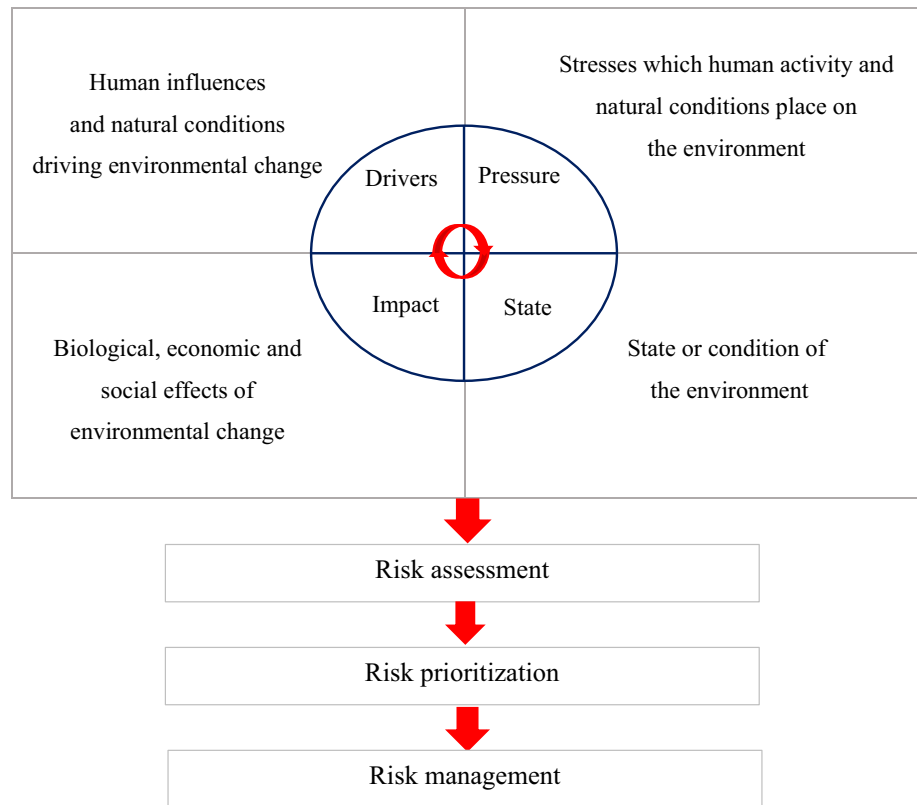 Human influences
and natural conditions
driving environmental change
Stresses which human activity and
natural conditions place on
the environment
Drivers
Pressure
Impact
State
Biological, economic and
social effects of
environmental change
State or condition of
the environment
Risk assessment
Risk prioritization
Risk management